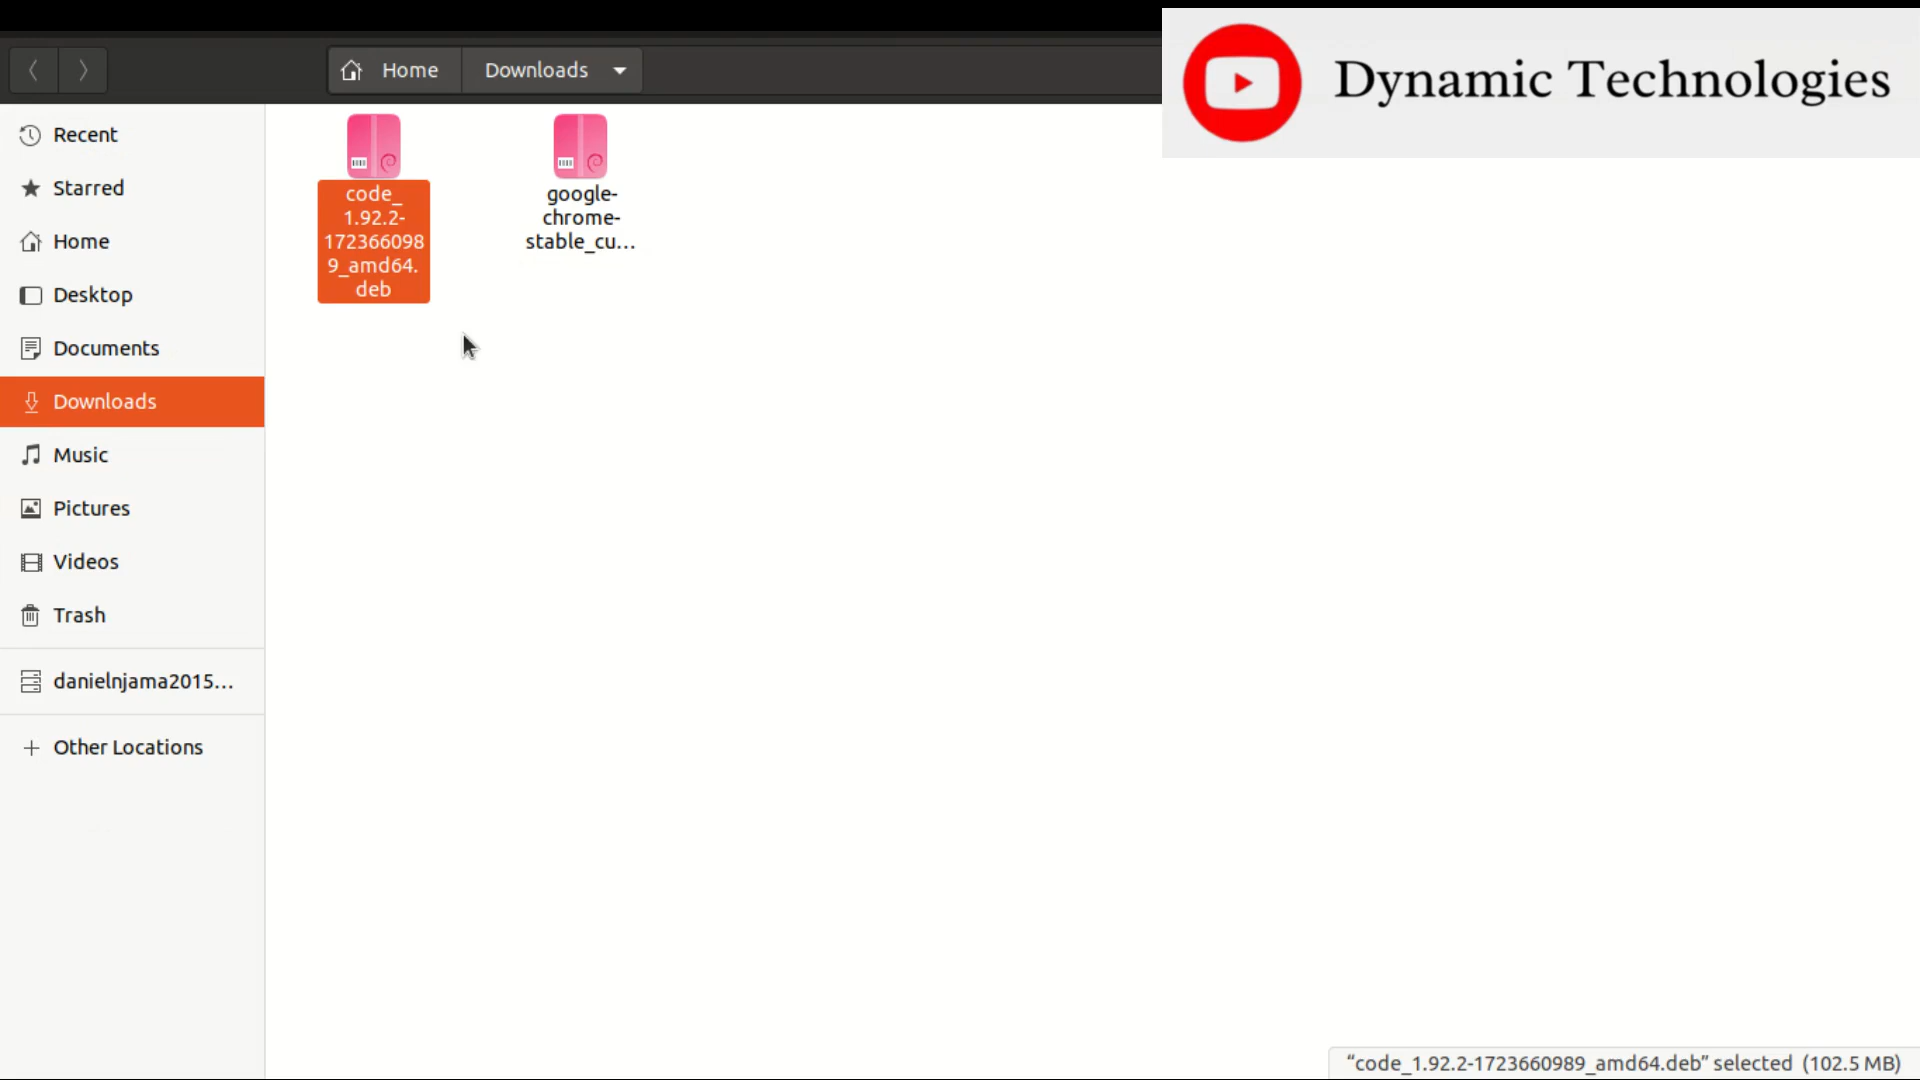 Home
Downloads
Dynamic Technologies
Recent
Starred
Home
Desktop
Documents
Downloads
Music
Pictures
Videos
Trash
danielnjama2015...
Other Locations
code_
1.92.2-
172366098
9_amd64.
deb
google-
chrome-
stable_cu...
“code_1.92.2-1723660989_amd64.deb” selected (102.5 MB)